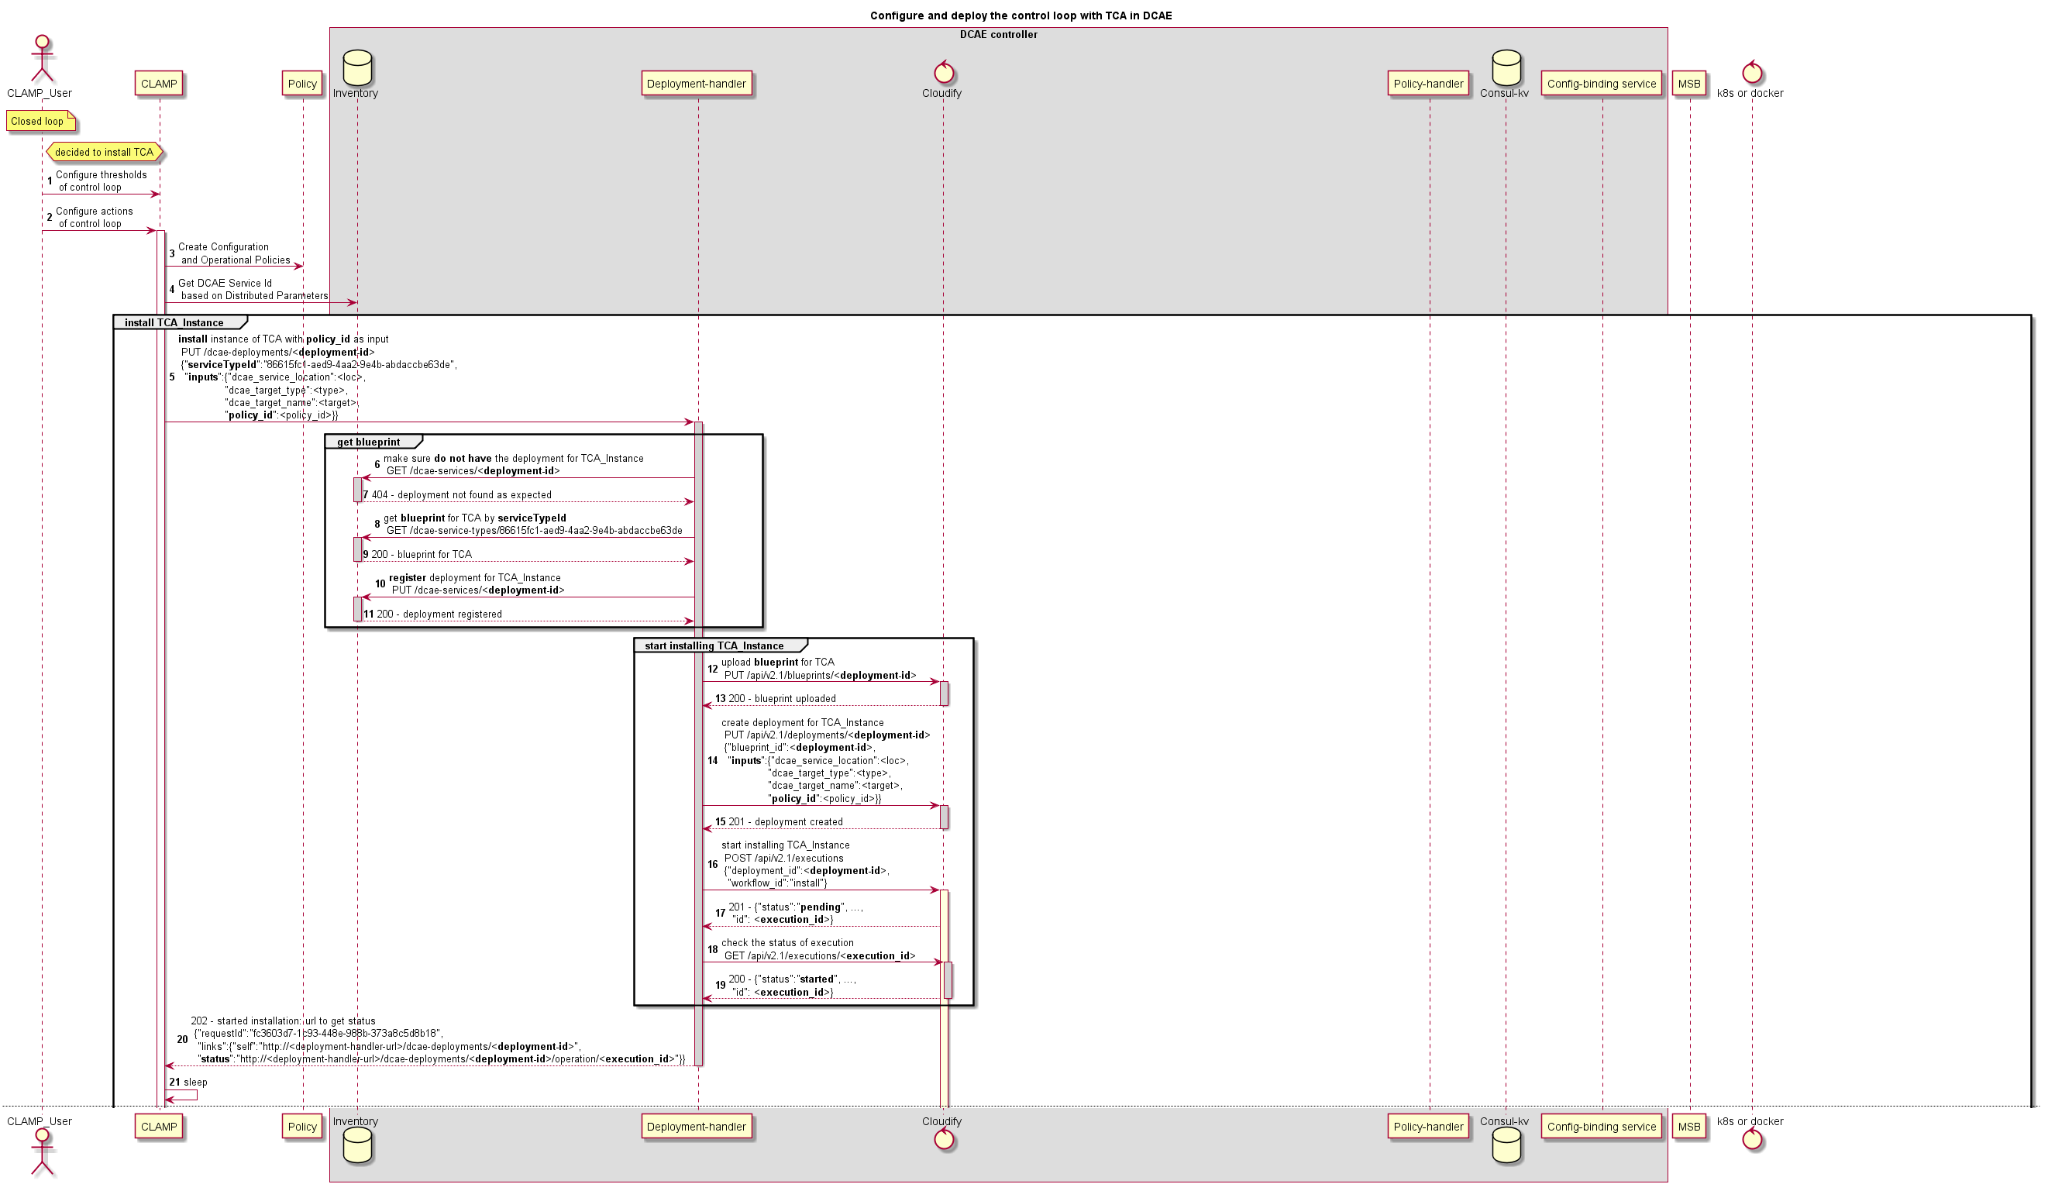 Configure and deploy the control loop with TCA in DCAE
DCAE controller
CLAMP_User
CLAMP
Policy
Inventory
Deployment-handler
Cloudify
Policy-handler
Consul-kv
Config-binding service
MSB
k8s or docker
Closed loop
decided to install TCA
1 Configure thresholds
of control loop
2 Configure actions
of control loop
3 Create Configuration
and Operational Policies
4 Get DCAE Service Id
based on Distributed Parameters
install TCA_Instance
install instance of TCA with policy_id as input
PUT /dcae-deployments/<deployment-id>
{"serviceTypeId":"86615fc1-aed9-4aa2-9e4b-abdaccbe63de",
5 "inputs":{"dcae_service_location":<loc>,
"dcae_target_type":<type>,
"dcae_target_name":<target>,
"policy_id":<policy_id>}}
get blueprint
6 make sure do not have the deployment for TCA_Instance
GET /dcae-services/<deployment-id>
7 404 - deployment not found as expected
8 get blueprint for TCA by serviceTypeId
GET /dcae-service-types/86615fc1-aed9-4aa2-9e4b-abdaccbe63de
9 200 - blueprint for TCA
10 register deployment for TCA_Instance
PUT /dcae-services/<deployment-id>
11 200 - deployment registered
start installing TCA_Instance
12 upload blueprint for TCA
PUT /api/v2.1/blueprints/<deployment-id>
13 200 - blueprint uploaded
create deployment for TCA_Instance
PUT /api/v2.1/deployments/<deployment-id>
{"blueprint_id":<deployment-id>,
14 "inputs":{"dcae_service_location":<loc>,
"dcae_target_type":<type>,
"dcae_target_name":<target>,
"policy_id":<policy_id>}}
15 201 - deployment created
start installing TCA_Instance
16 POST /api/v2.1/executions
{"deployment_id":<deployment-id>,
"workflow_id":"install"}
17 201 - {"status":"pending", ...,
"id": <execution_id>}
18 check the status of execution
GET /api/v2.1/executions/<execution_id>
19 200 - {"status":"started", ...,
"id": <execution_id>}
202 - started installation: url to get status
20 {"requestId":"fc3603d7-1c93-448e-988b-373a8c5d8b18",
"links":{"self":"http://<deployment-handler-url>/dcae-deployments/<deployment-id>",
"status":"http://<deployment-handler-url>/dcae-deployments/<deployment-id>/operation/<execution_id>"}}
21 sleep
CLAMP_User
CLAMP
Policy
Inventory
Deployment-handler
Cloudify
Policy-handler
Consul-kv
Config-binding service
MSB
k8s or docker